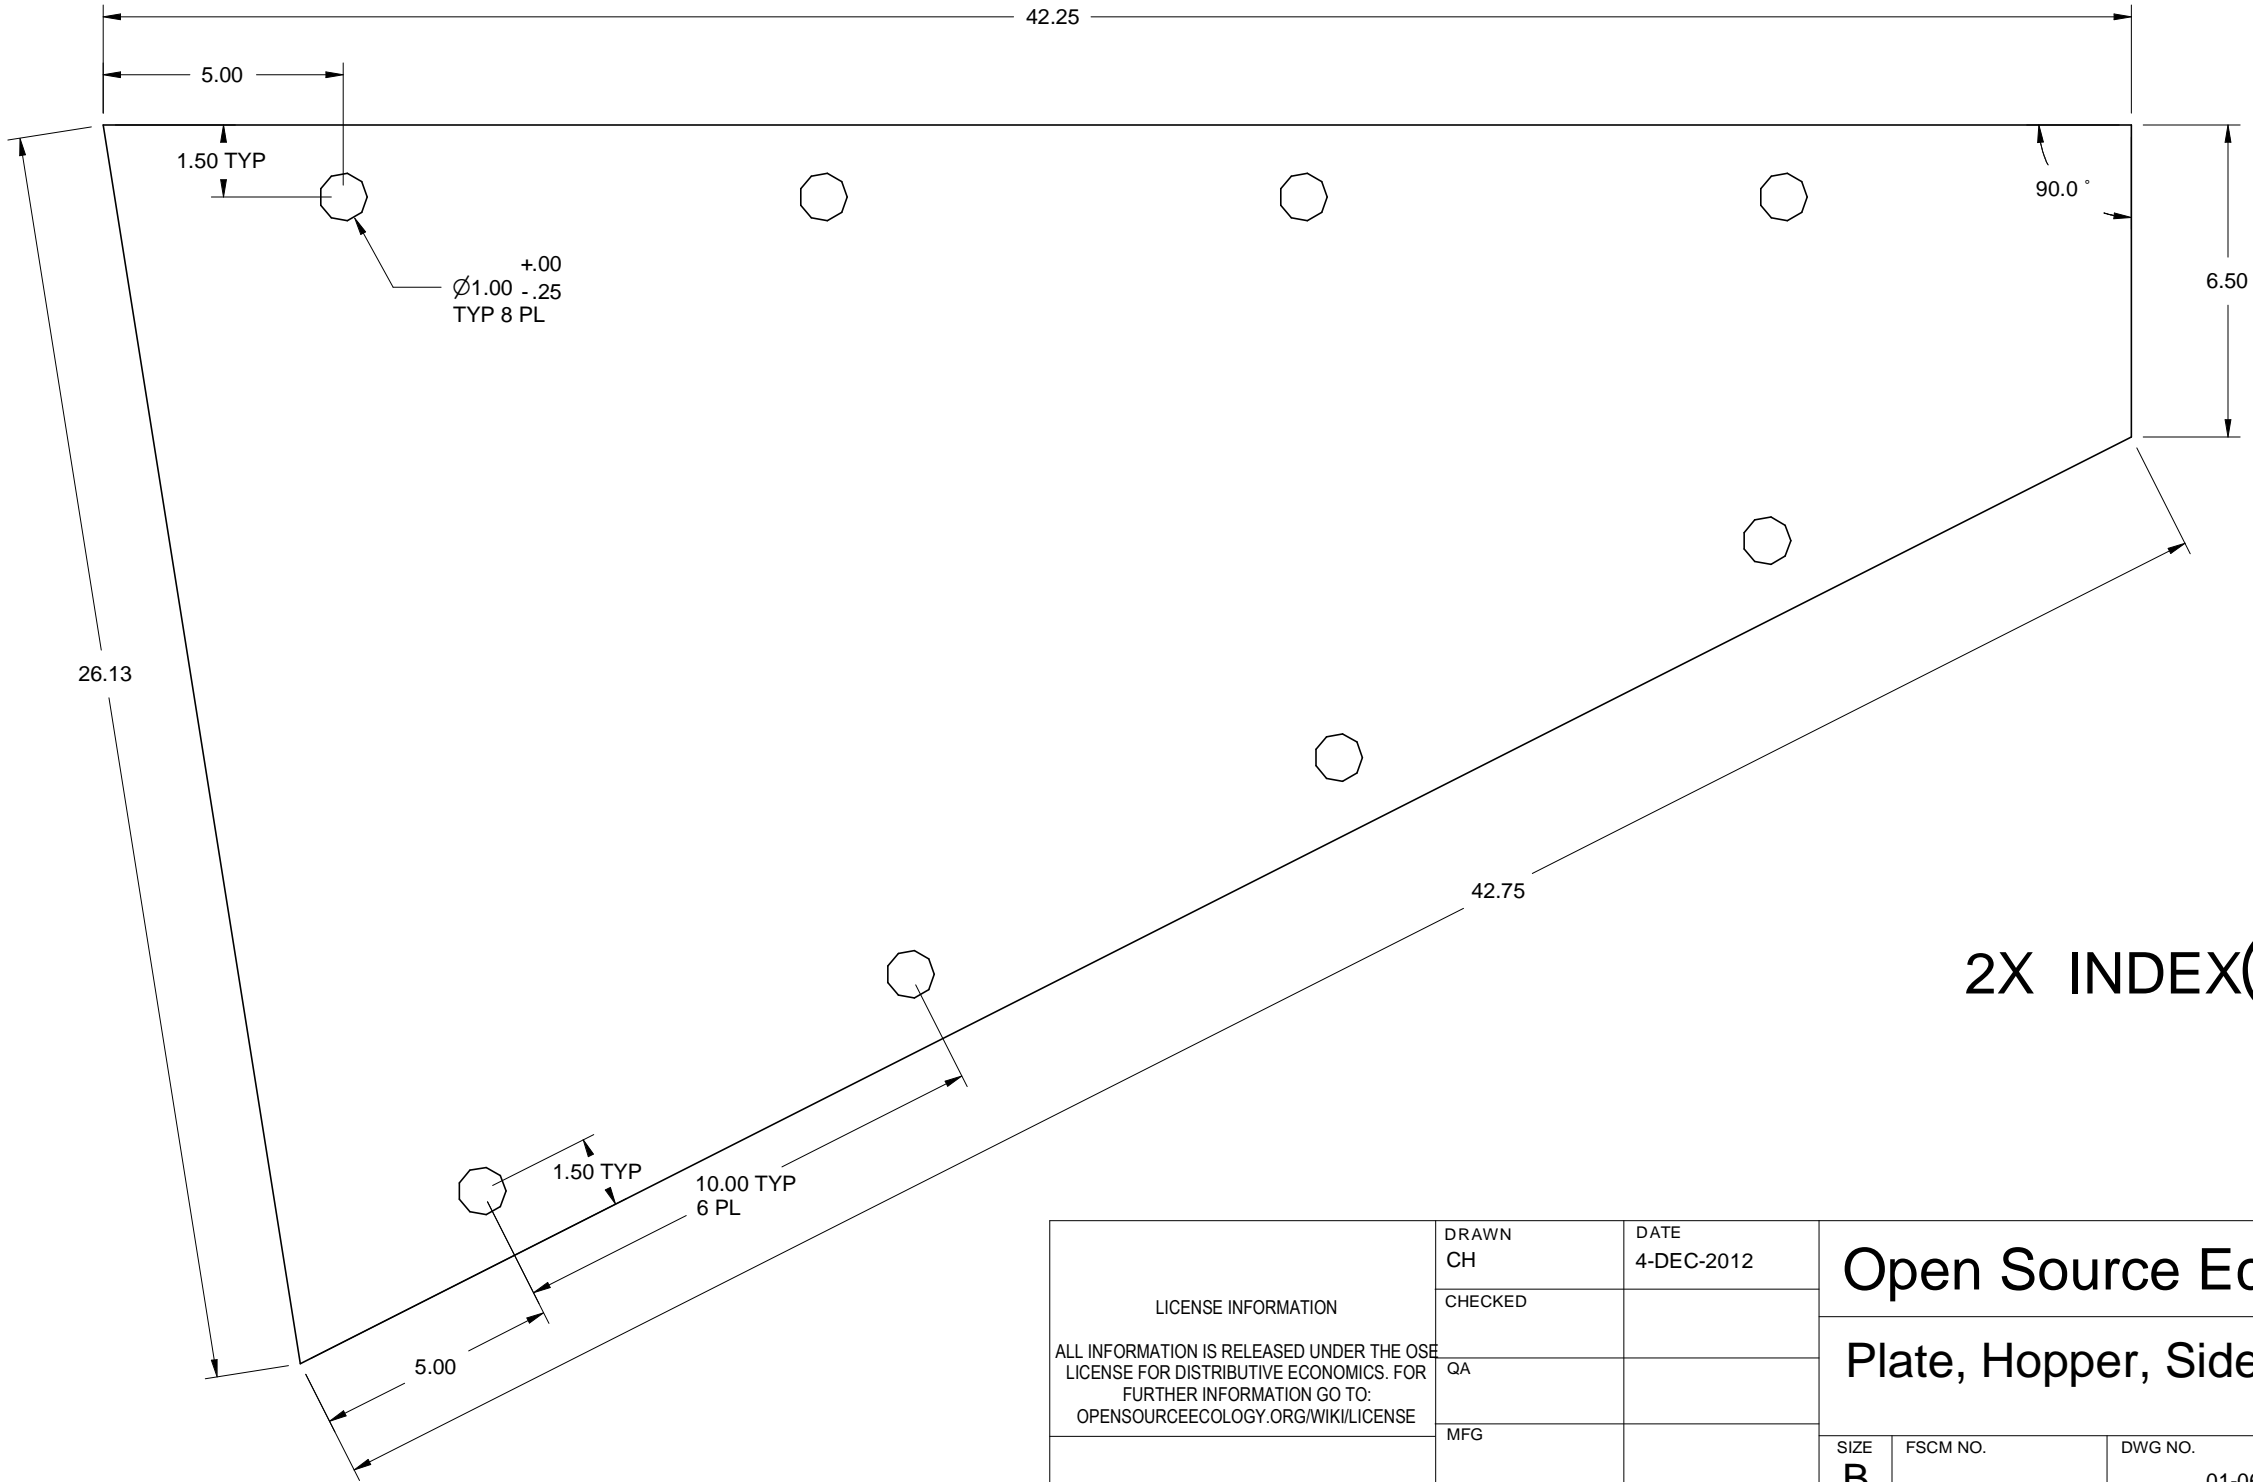 42.25
5.00
1.50 TYP
90.0 °
+.00
Ø1.00 -.25
TYP 8 PL
6.50
26.13
42.75
2X INDEX(
1.50 TYP
10.00 TYP
6 PL
5.00
LICENSE INFORMATION
ALL INFORMATION IS RELEASED UNDER THE OSE
LICENSE FOR DISTRIBUTIVE ECONOMICS. FOR
FURTHER INFORMATION GO TO:
OPENSOURCEECOLOGY.ORG/WIKI/LICENSE
DRAWN
CH
DATE
4-DEC-2012
CHECKED
QA
MFG
Open Source
Plate, Hopper, Side
SIZE
B
FSCM NO.
DWG NO.